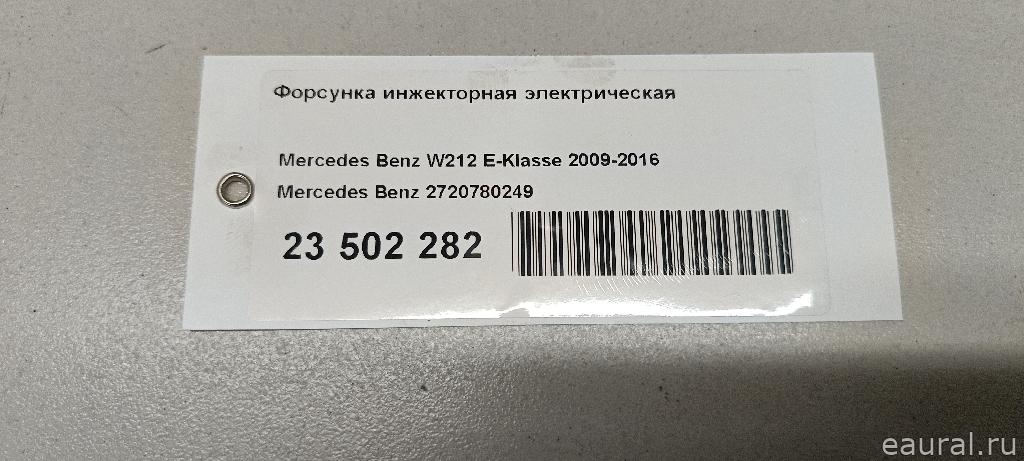 Форсунка инжекторная электрическая
Mercedes Benz W212 E-Klasse 2009-2016
Mercedes Benz 2720780249
23 502 282
eaural.ru